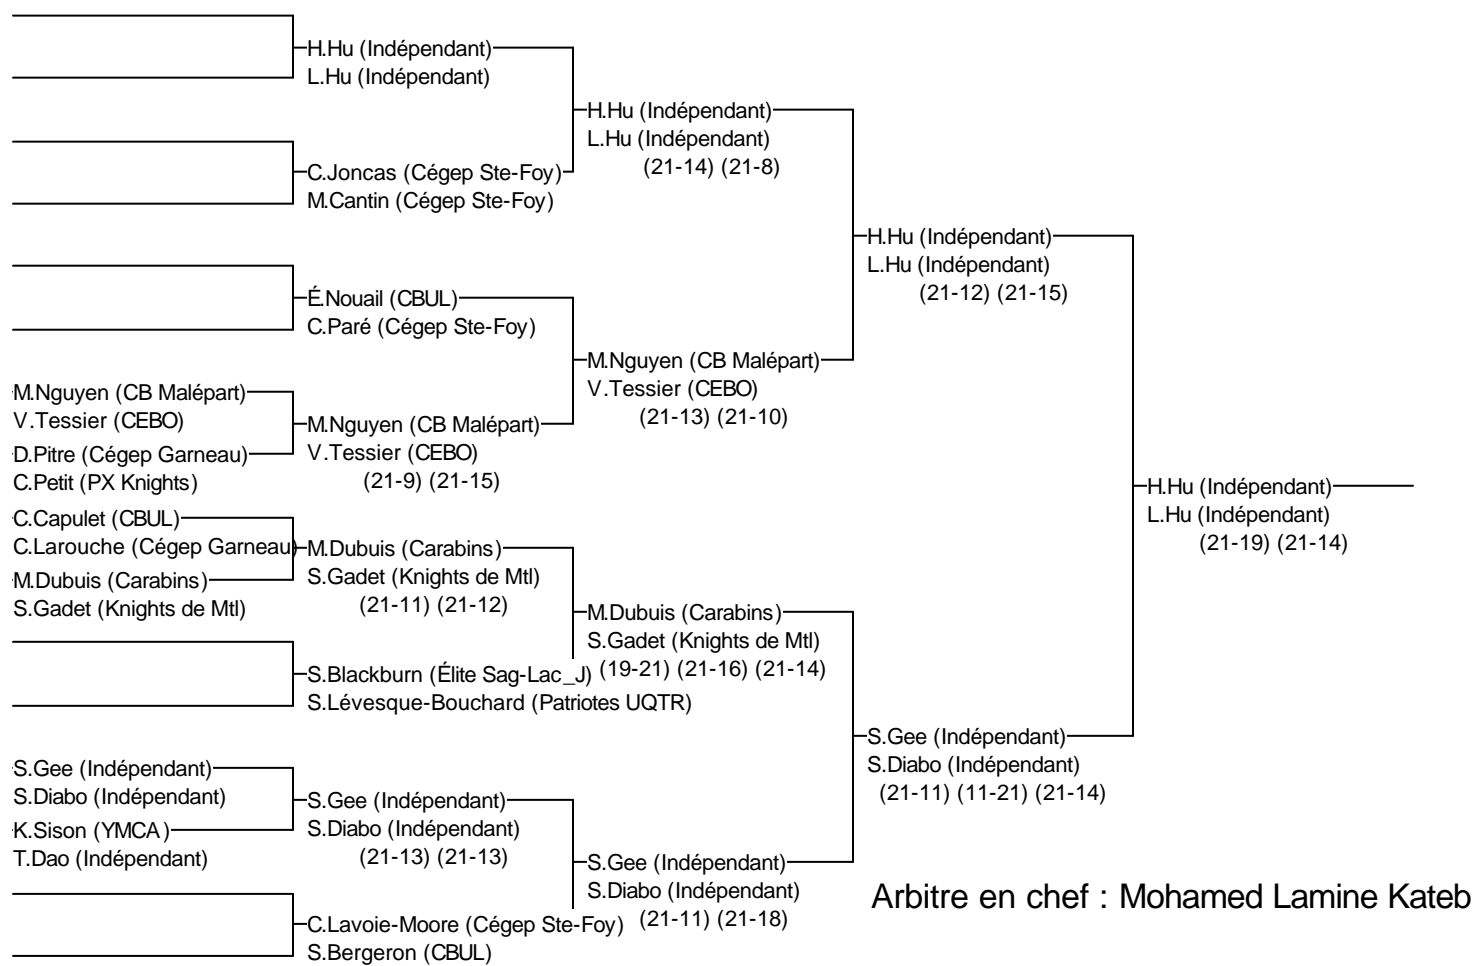 H.Hu (Indépendant)
L.Hu (Indépendant)
H.Hu (Indépendant)
L.Hu (Indépendant)
(21-14) (21-8)
C.Joncas (Cégep Ste-Foy)
M.Cantin (Cégep Ste-Foy)
H.Hu (Indépendant)
L.Hu (Indépendant)
(21-12) (21-15)
É.Nouail (CBUL)
C.Paré (Cégep Ste-Foy)
M.Nguyen (CB Malépart)
V.Tessier (CEBO)
(21-13) (21-10)
M.Nguyen (CB Malépart)
V.Tessier (CEBO)
M.Nguyen (CB Malépart)
V.Tessier (CEBO)
(21-9) (21-15)
D.Pitre (Cégep Garneau)
C.Petit (PX Knights)
H.Hu (Indépendant)
L.Hu (Indépendant)
(21-19) (21-14)
C.Capulet (CBUL)
C.Larouche (Cégep Garneau)
M.Dubuis (Carabins)
S.Gadet (Knights de Mtl)
(21-11) (21-12)
M.Dubuis (Carabins)
S.Gadet (Knights de Mtl)
M.Dubuis (Carabins)
S.Gadet (Knights de Mtl)
(19-21) (21-16) (21-14)
S.Blackburn (Élite Sag-Lac_J)
S.Lévesque-Bouchard (Patriotes UQTR)
S.Gee (Indépendant)
S.Diabo (Indépendant)
(21-11) (11-21) (21-14)
S.Gee (Indépendant)
S.Diabo (Indépendant)
S.Gee (Indépendant)
S.Diabo (Indépendant)
(21-13) (21-13)
K.Sison (YMCA)
T.Dao (Indépendant)
S.Gee (Indépendant)
S.Diabo (Indépendant)
(21-11) (21-18)
C.Lavoie-Moore (Cégep Ste-Foy)
S.Bergeron (CBUL)
Arbitre en chef : Mohamed Lamine Kateb